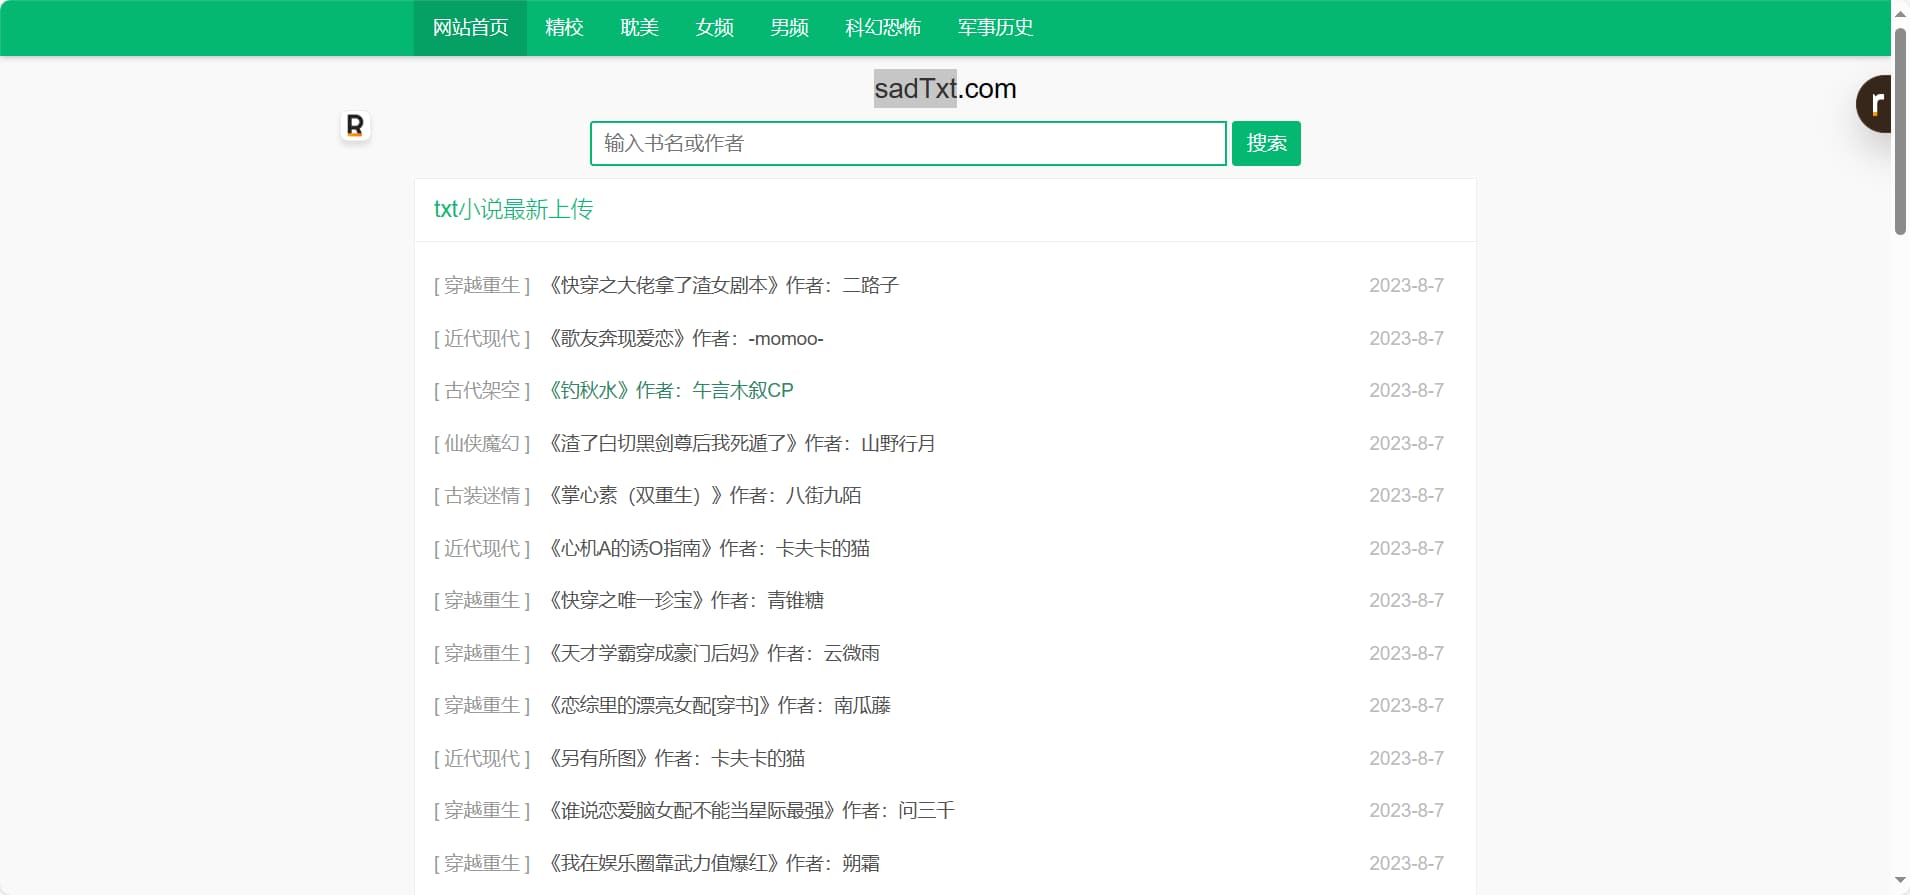 网站首页 精校 耽美 女频 男频 科幻恐怖 军事历史
sadTxt.com
R
r
输入书名或作者 搜索
txt小说最新上传
[ 穿越重生 ] 《快穿之大佬拿了渣女剧本》作者：二路子 2023-8-7
[ 近代现代 ] 《歌友奔现爱恋》作者：-momoo- 2023-8-7
[ 古代架空 ] 《钓秋水》作者：午言木叙CP 2023-8-7
[ 仙侠魔幻 ] 《渣了白切黑剑尊后我死遁了》作者：山野行月 2023-8-7
[ 古装迷情 ] 《掌心素（双重生）》作者：八街九陌 2023-8-7
[ 近代现代 ] 《心机A的诱O指南》作者：卡夫卡的猫 2023-8-7
[ 穿越重生 ] 《快穿之唯一珍宝》作者：青锥糖 2023-8-7
[ 穿越重生 ] 《天才学霸穿成豪门后妈》作者：云微雨 2023-8-7
[ 穿越重生 ] 《恋综里的漂亮女配[穿书]》作者：南瓜藤 2023-8-7
[ 近代现代 ] 《另有所图》作者：卡夫卡的猫 2023-8-7
[ 穿越重生 ] 《谁说恋爱脑女配不能当星际最强》作者：问三千 2023-8-7
[ 穿越重生 ] 《我在娱乐圈靠武力值爆红》作者：朔霜 2023-8-7